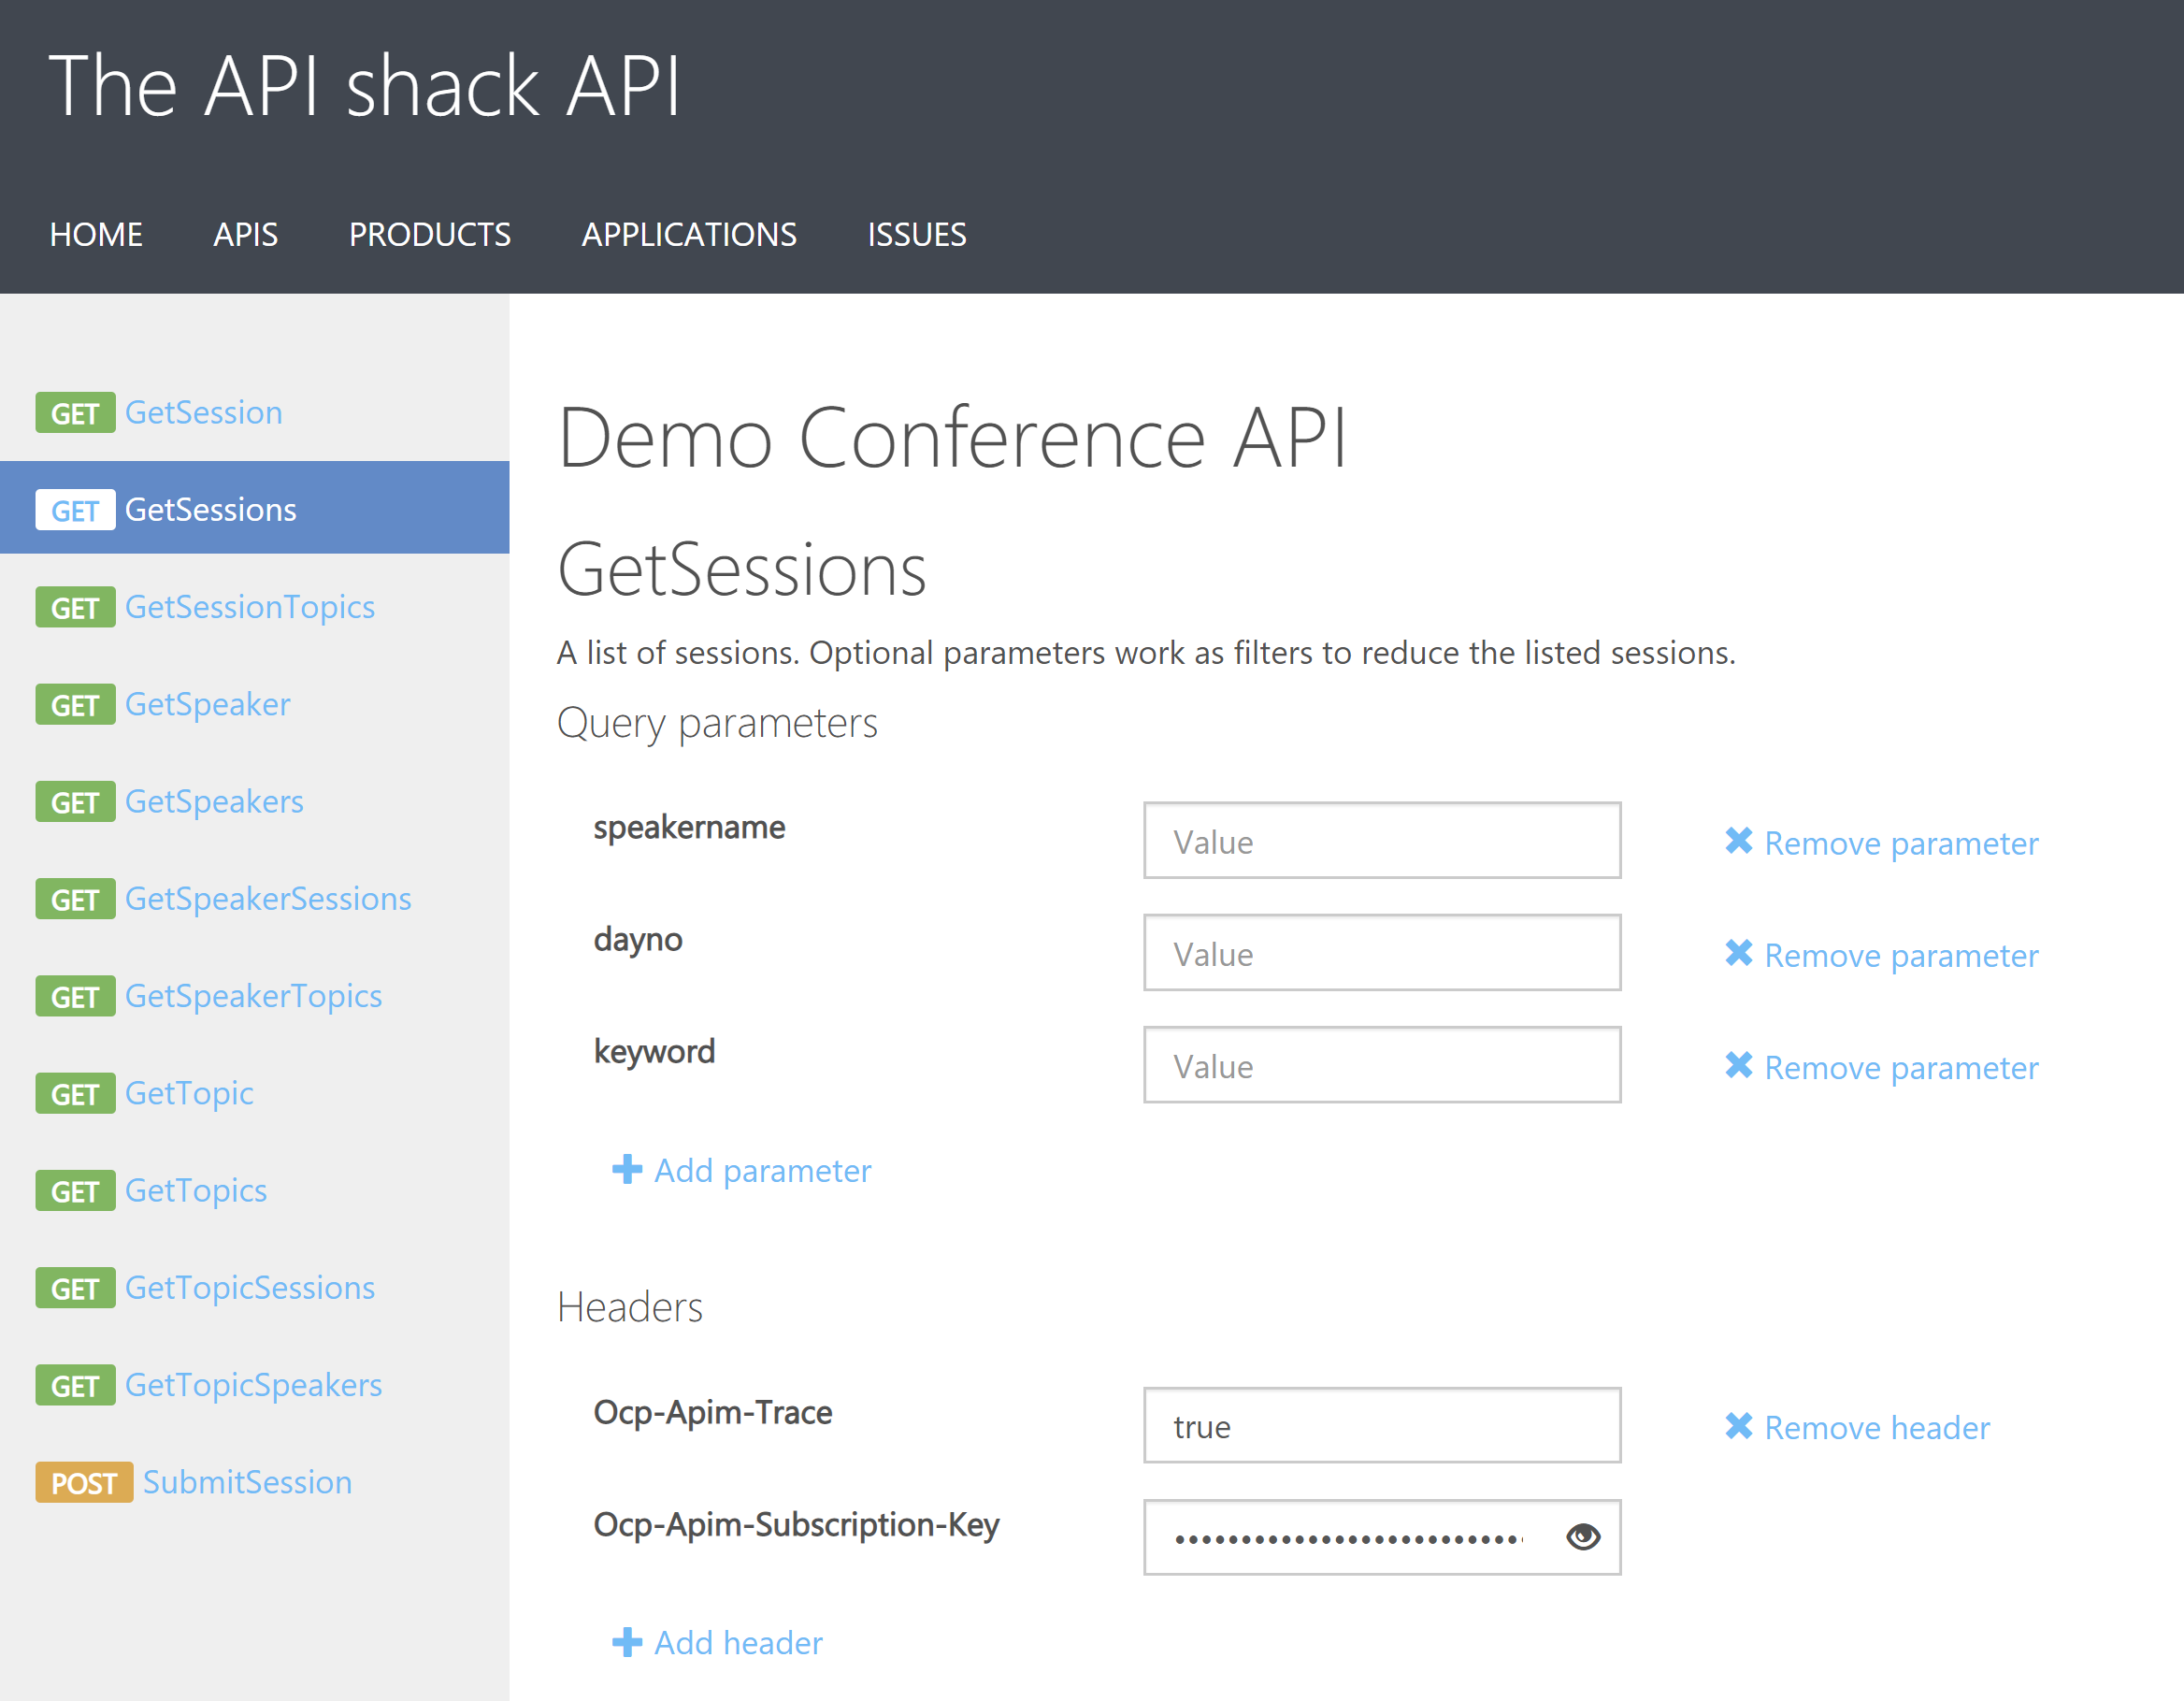 The API shack API
HOME APIS PRODUCTS APPLICATIONS ISSUES
GET GetSession
GET GetSessions
GET GetSessionTopics
GET GetSpeaker
GET GetSpeakers
GET GetSpeakerSessions
GET GetSpeakerTopics
GET GetTopic
GET GetTopics
GET GetTopicSessions
GET GetTopicSpeakers
POST SubmitSession
Demo Conference API
GetSessions
A list of sessions. Optional parameters work as filters to reduce the listed sessions.
Query parameters
speakername Value Remove parameter
dayno Value Remove parameter
keyword Value Remove parameter
Add parameter
Headers
Ocp-Apim-Trace true Remove header
Ocp-Apim-Subscription-Key
Add header